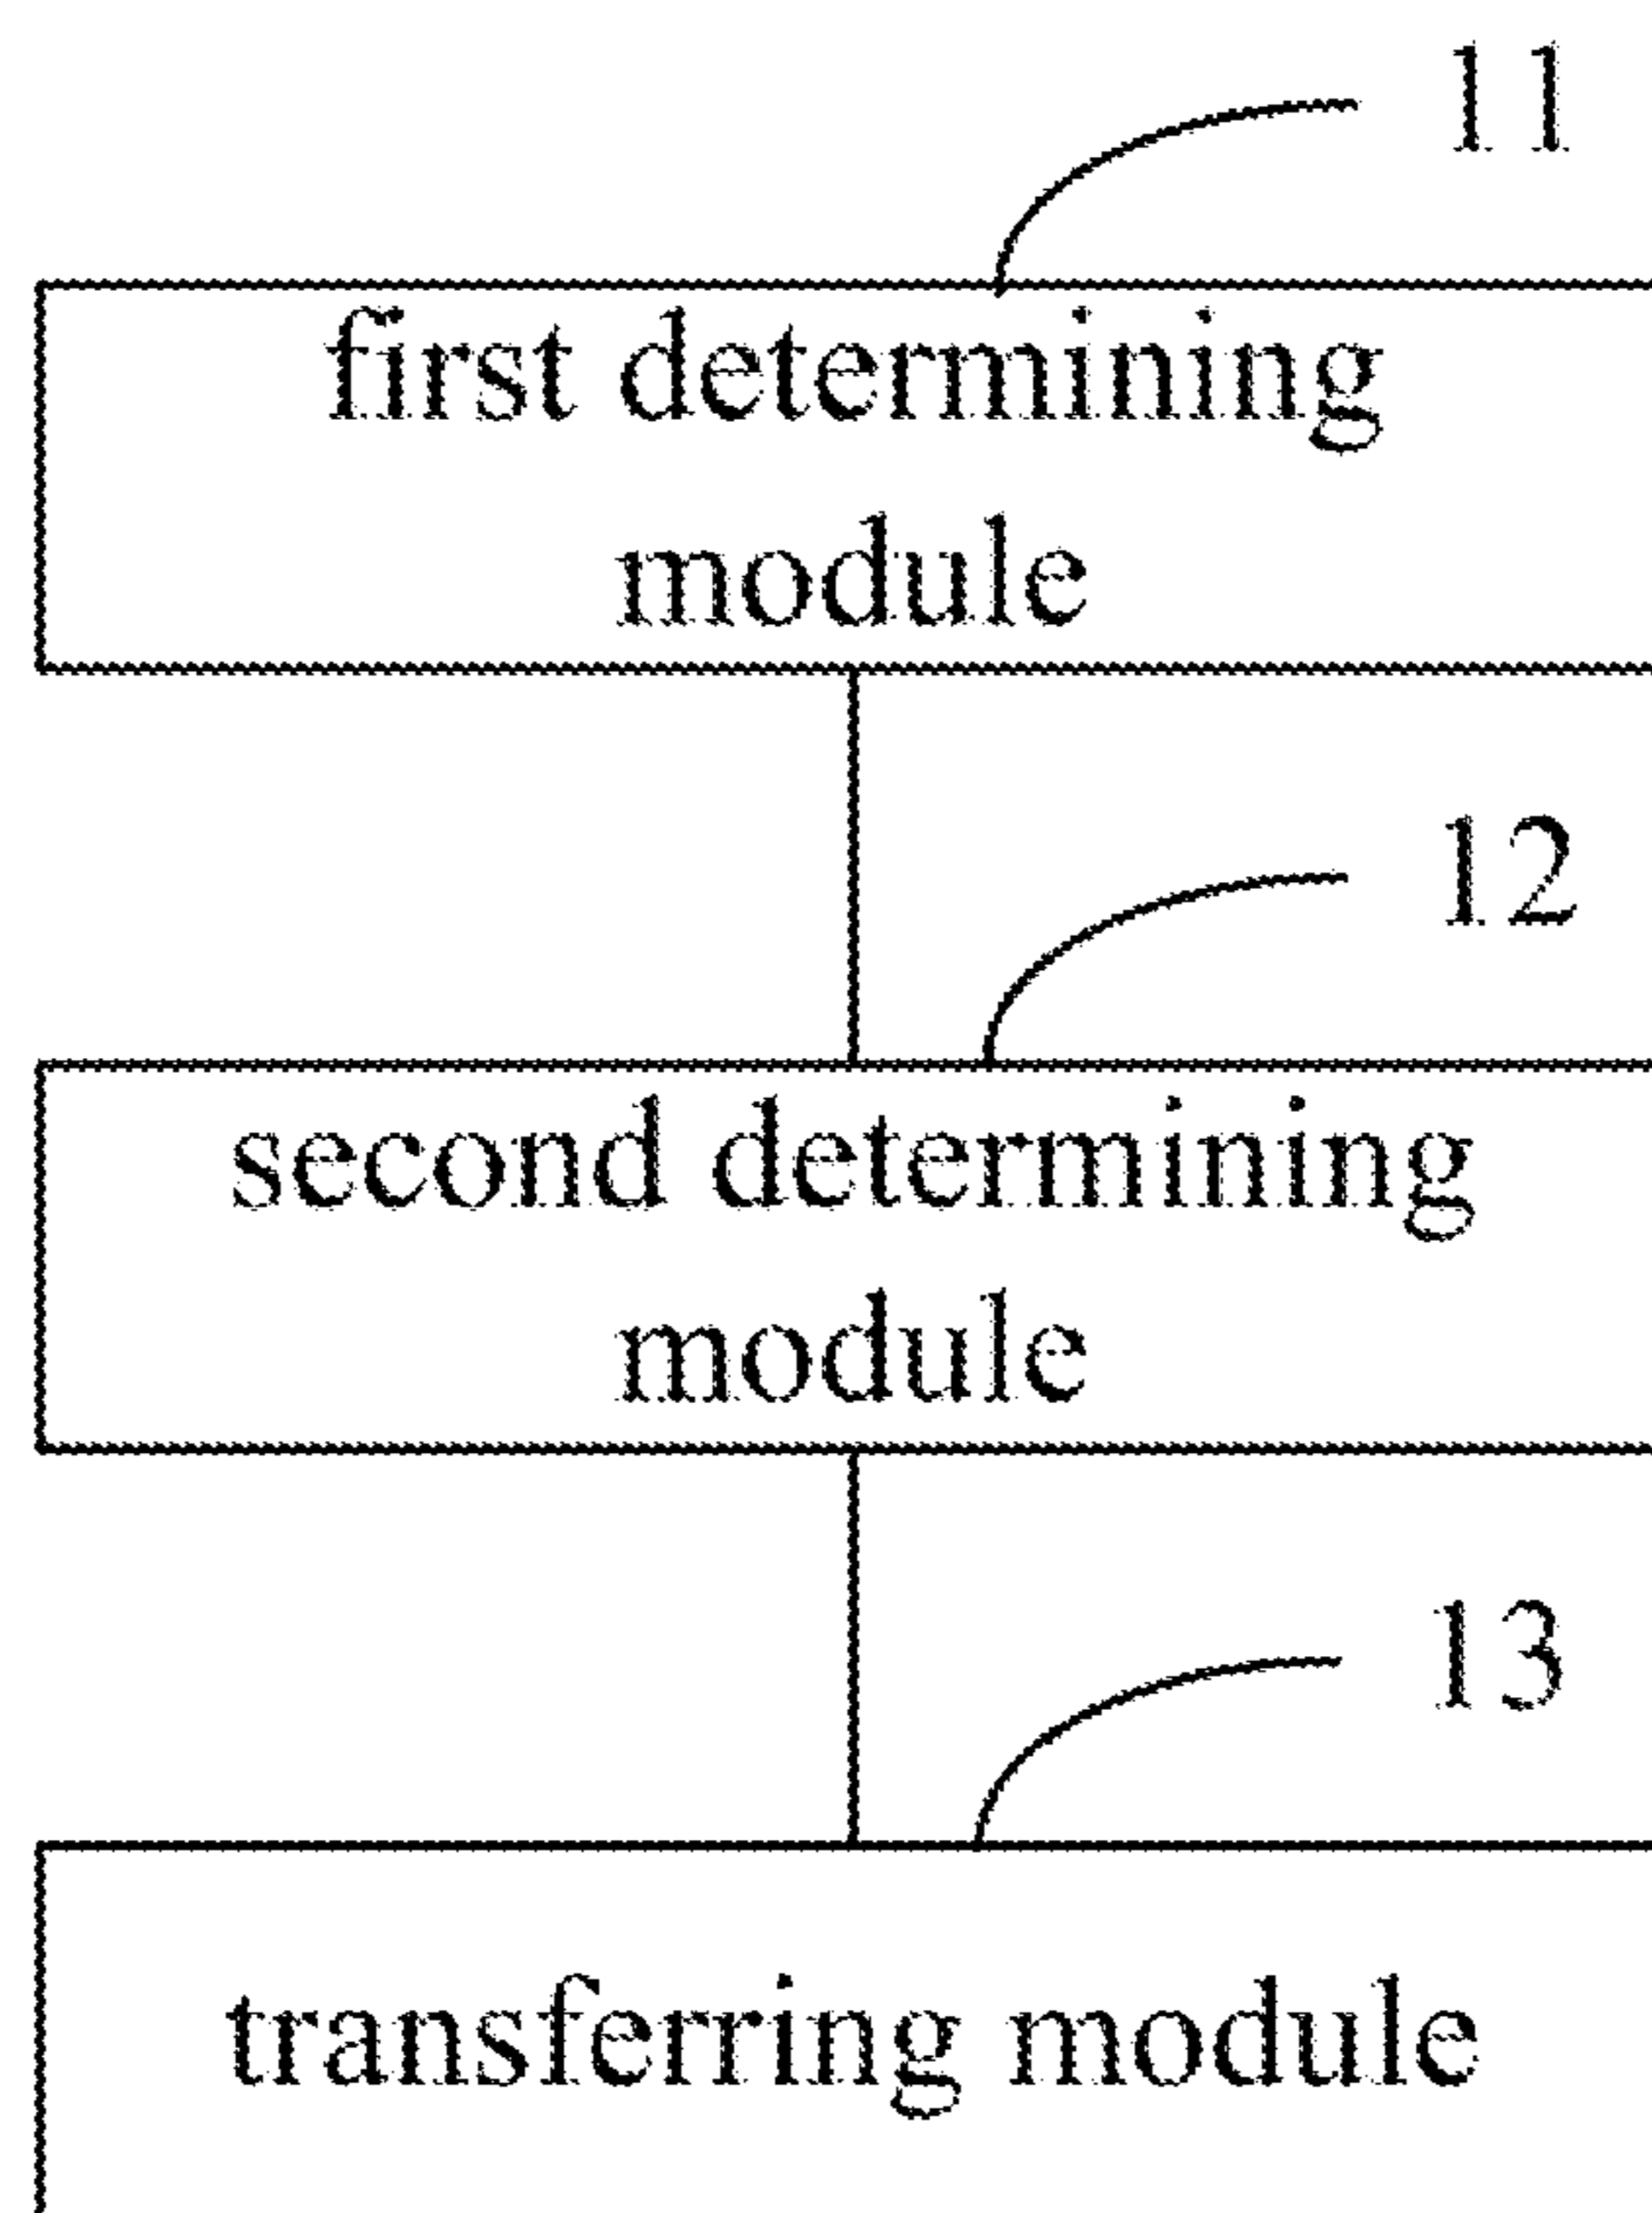 11
first determining
module
12
second determining
module
13
transferring module